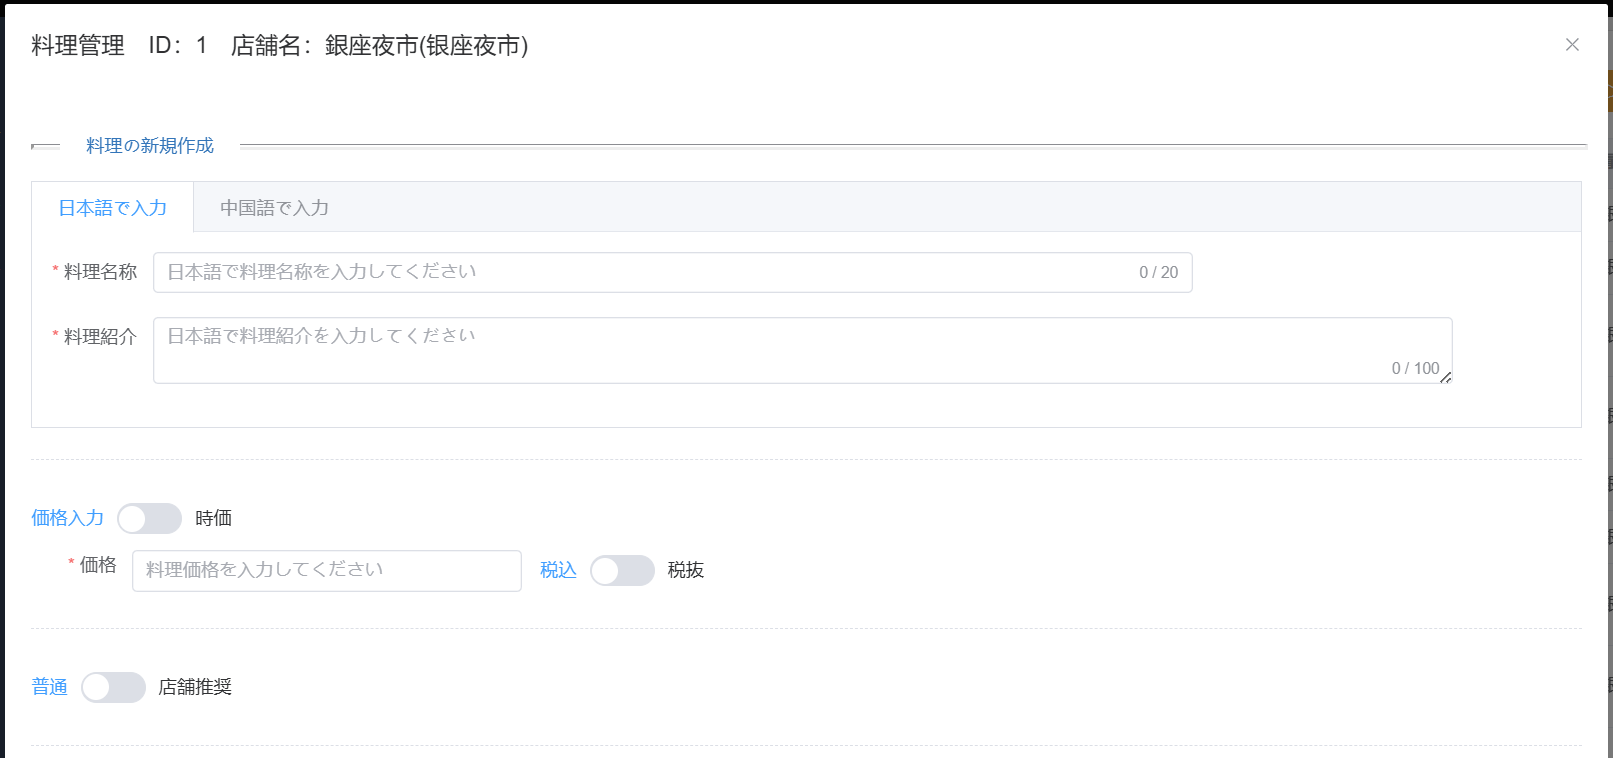 料理管理　ID：1　店舗名：銀座夜市(银座夜市)
料理の新規作成
日本語で入力 中国語で入力
* 料理名称 日本語で料理名称を入力してください 0 / 20
* 料理紹介 日本語で料理紹介を入力してください
0 / 100
価格入力 時価
* 価格 料理価格を入力してください 税込 税抜
普通 店舗推奨